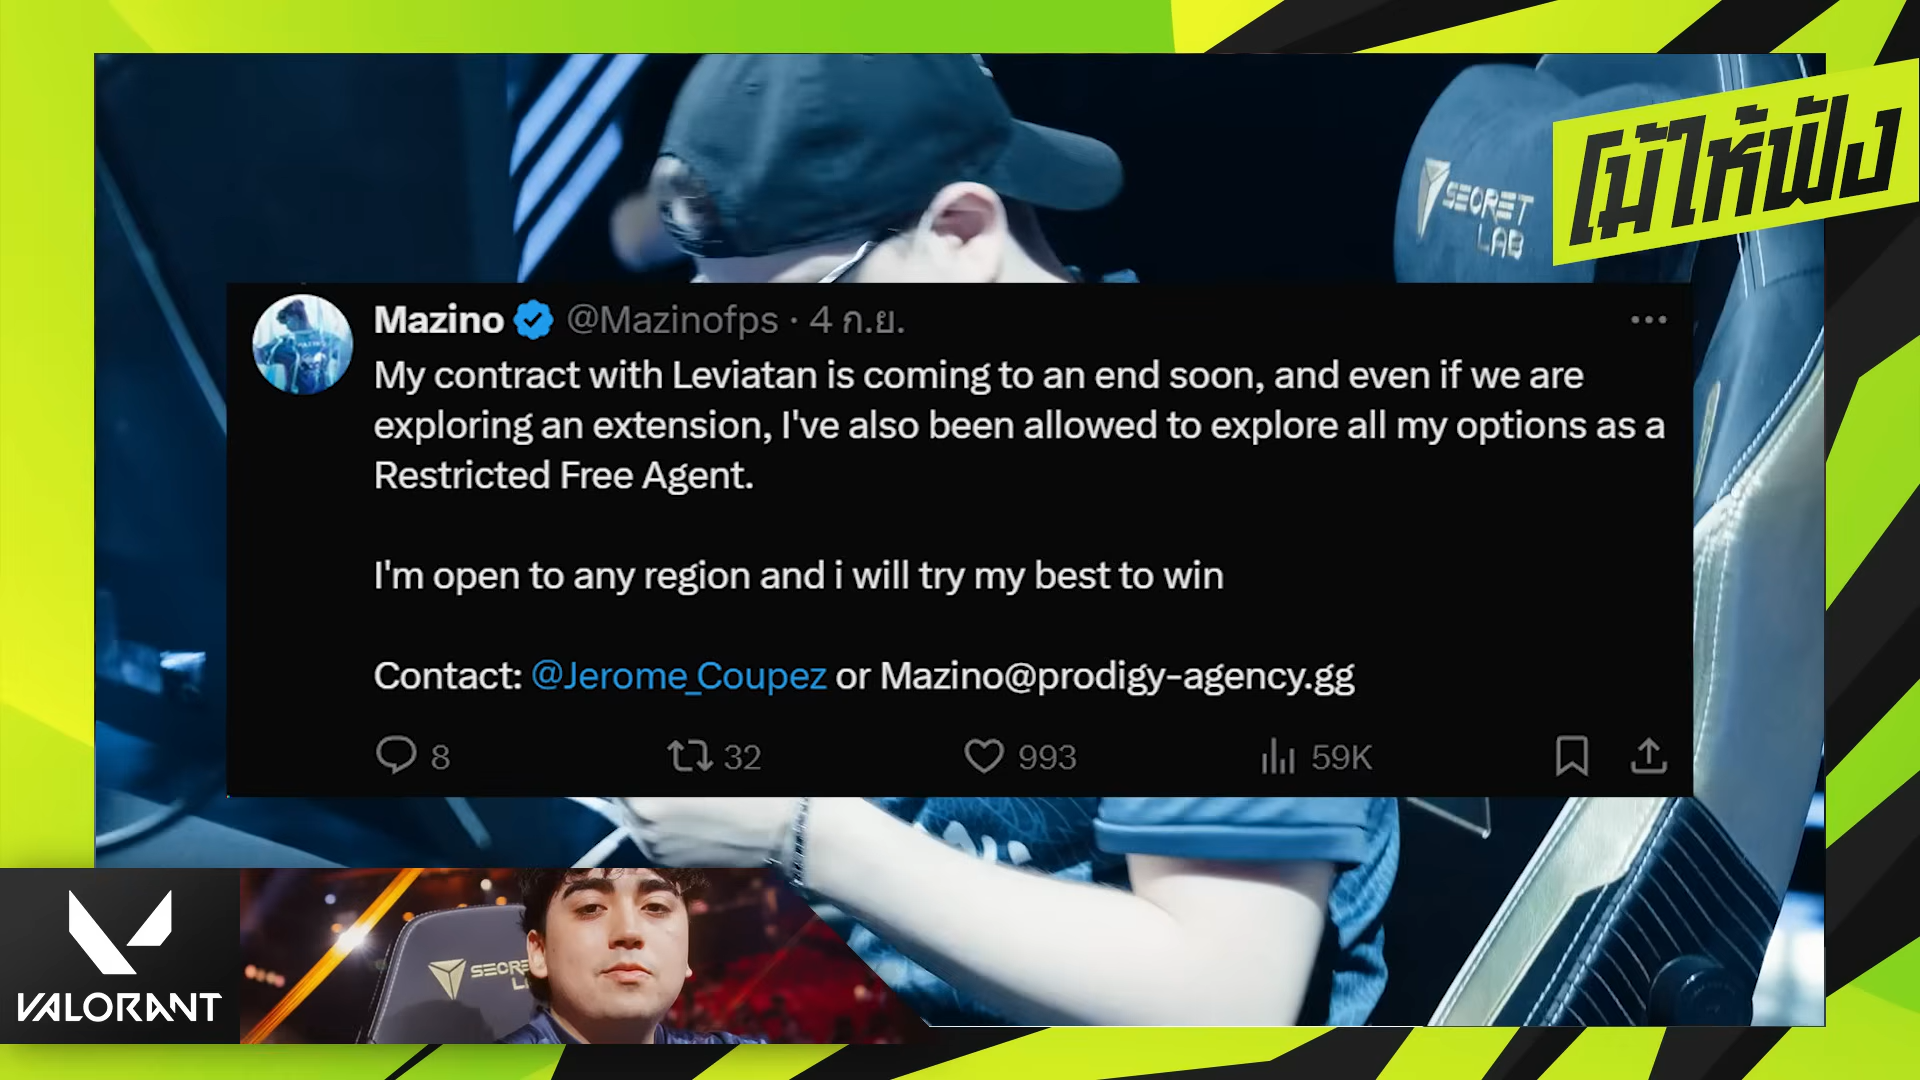 โม้ให้ฟัง
SECRET
LAB
Mazino @Mazinofps · 4 ก.ย.
My contract with Leviatan is coming to an end soon, and even if we are
exploring an extension, I've also been allowed to explore all my options as a
Restricted Free Agent.
I'm open to any region and i will try my best to win
Contact: @Jerome_Coupez or Mazino@prodigy-agency.gg
8 32 993 59K
VALORANT
SECRE
L